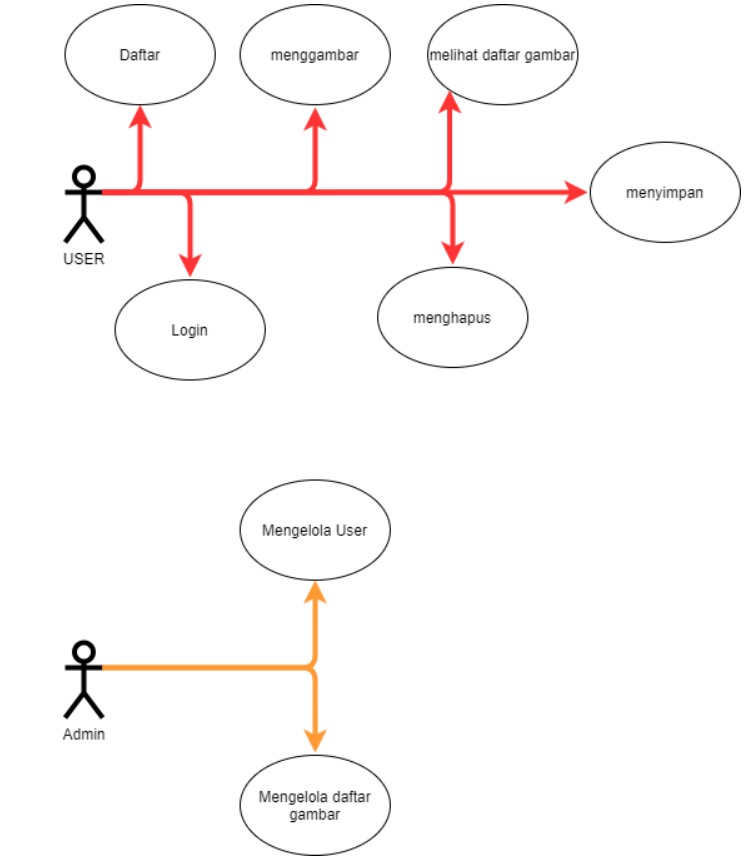 Daftar
menggambar
melihat daftar gambar
menyimpan
USER
Login
menghapus
Mengelola User
Admin
Mengelola daftar
gambar